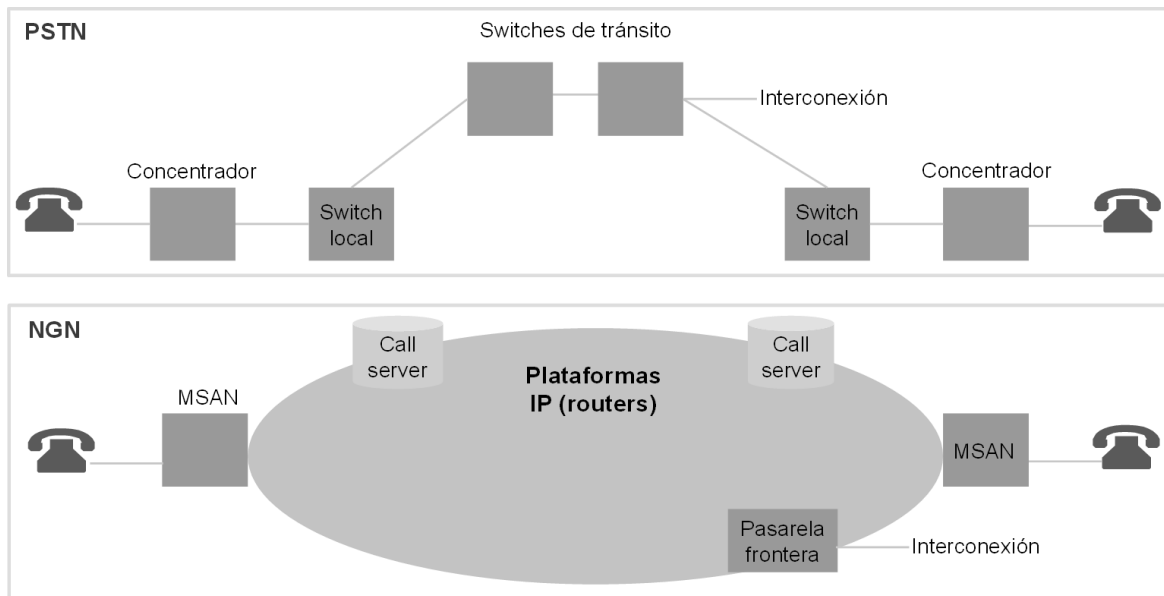 PSTN
Switches de tránsito
Interconexión
Concentrador
Concentrador
Switch
local
Switch
local
NGN
Call
server
Call
server
Plataformas
IP (routers)
MSAN
MSAN
Pasarela
frontera
Interconexión